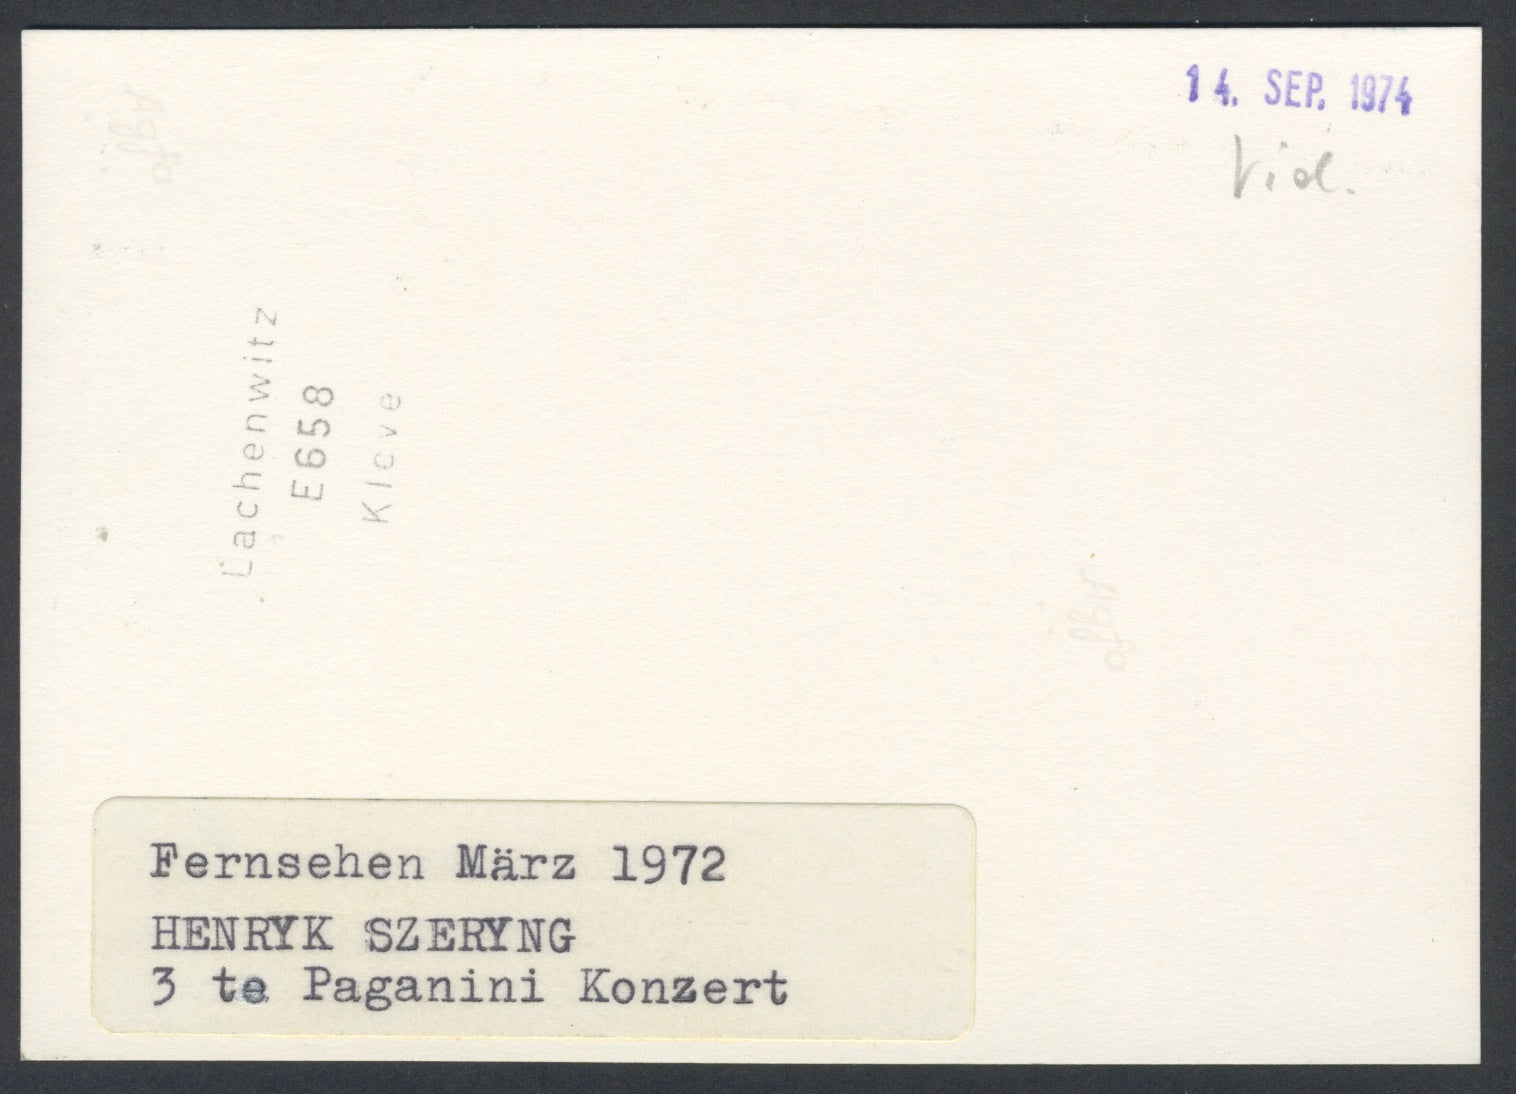 14. SEP. 1974
Viol.
Lachenwitz
E658
Kleve
Fernsehen März 1972
HENRYK SZERYNG
3 te Paganini Konzert